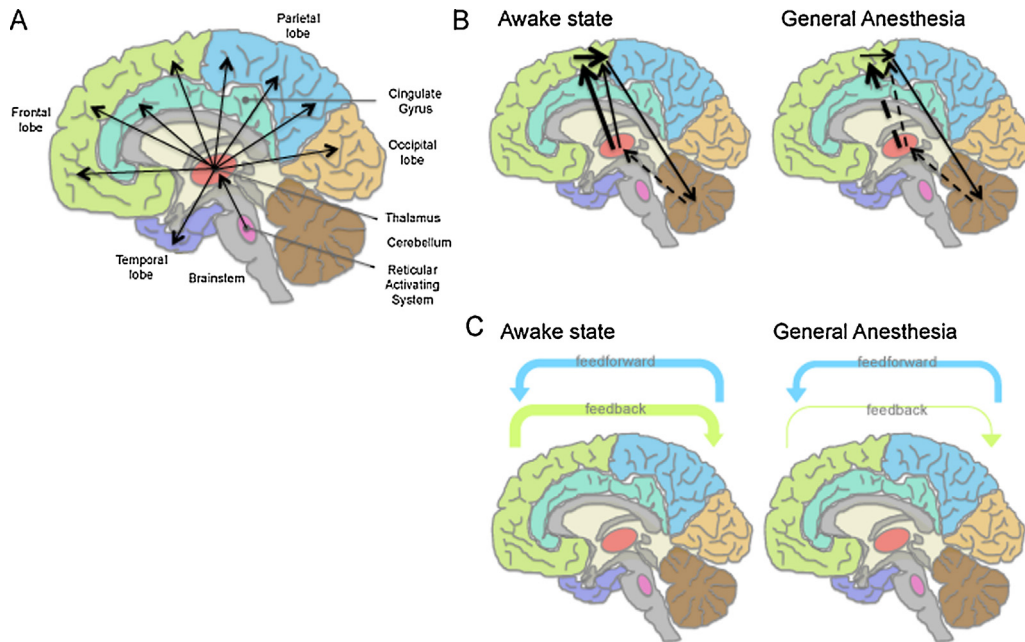 A
Parietal
lobe
Frontal
lobe
Cingulate
Gyrus
Occipital
lobe
Thalamus
Cerebellum
Temporal
lobe
Brainstem
Reticular
Activating
System
B
Awake state
General Anesthesia
C
Awake state
General Anesthesia
feedforward
feedforward
feedback
feedback